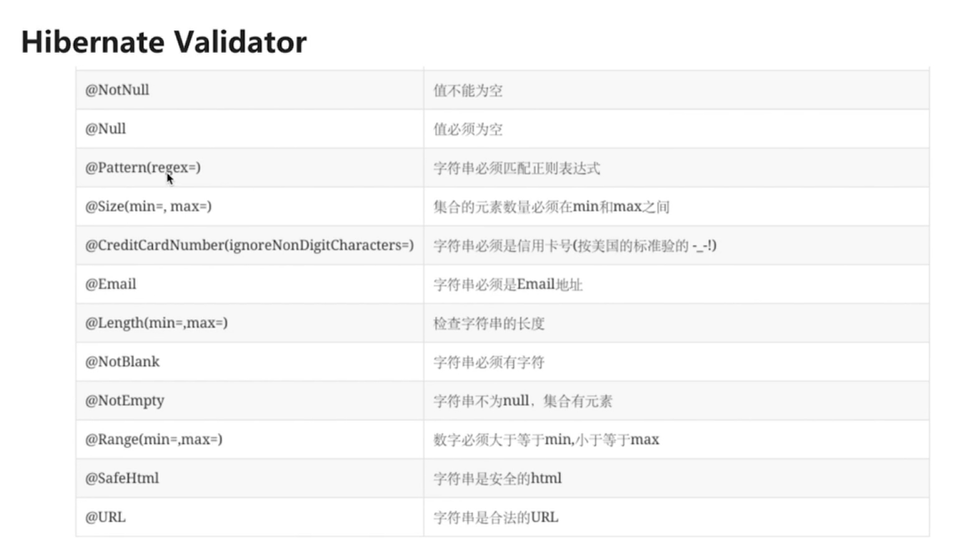 Hibernate Validator
@NotNull 值不能为空
@Null 值必须为空
@Pattern(regex=) 字符串必须匹配正则表达式
@Size(min=, max=) 集合的元素数量必须在min和max之间
@CreditCardNumber(ignoreNonDigitCharacters=) 字符串必须是信用卡号(按美国的标准验的 -_-!)
@Email 字符串必须是Email地址
@Length(min=,max=) 检查字符串的长度
@NotBlank 字符串必须有字符
@NotEmpty 字符串不为null，集合有元素
@Range(min=,max=) 数字必须大于等于min,小于等于max
@SafeHtml 字符串是安全的html
@URL 字符串是合法的URL